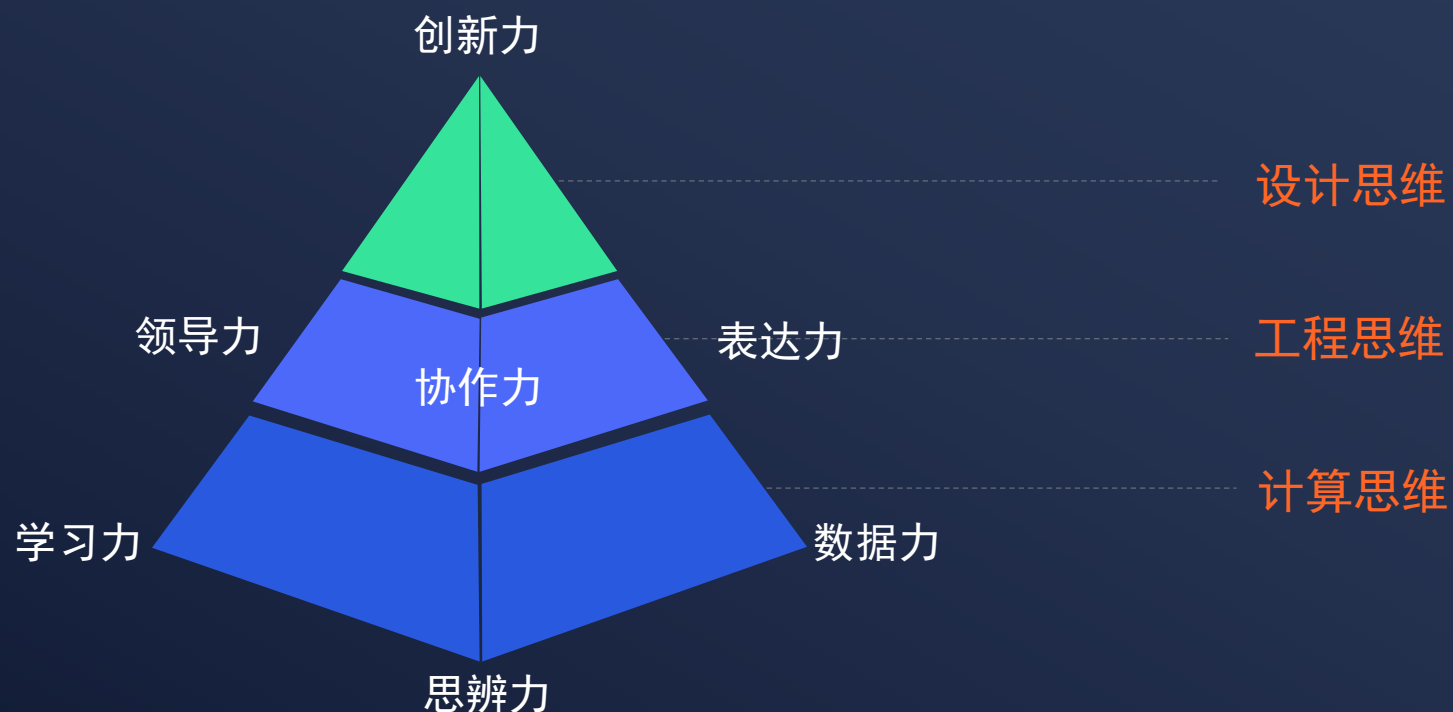 创新力
设计思维
领导力
表达力
工程思维
协作力
计算思维
学习力
数据力
思辨力